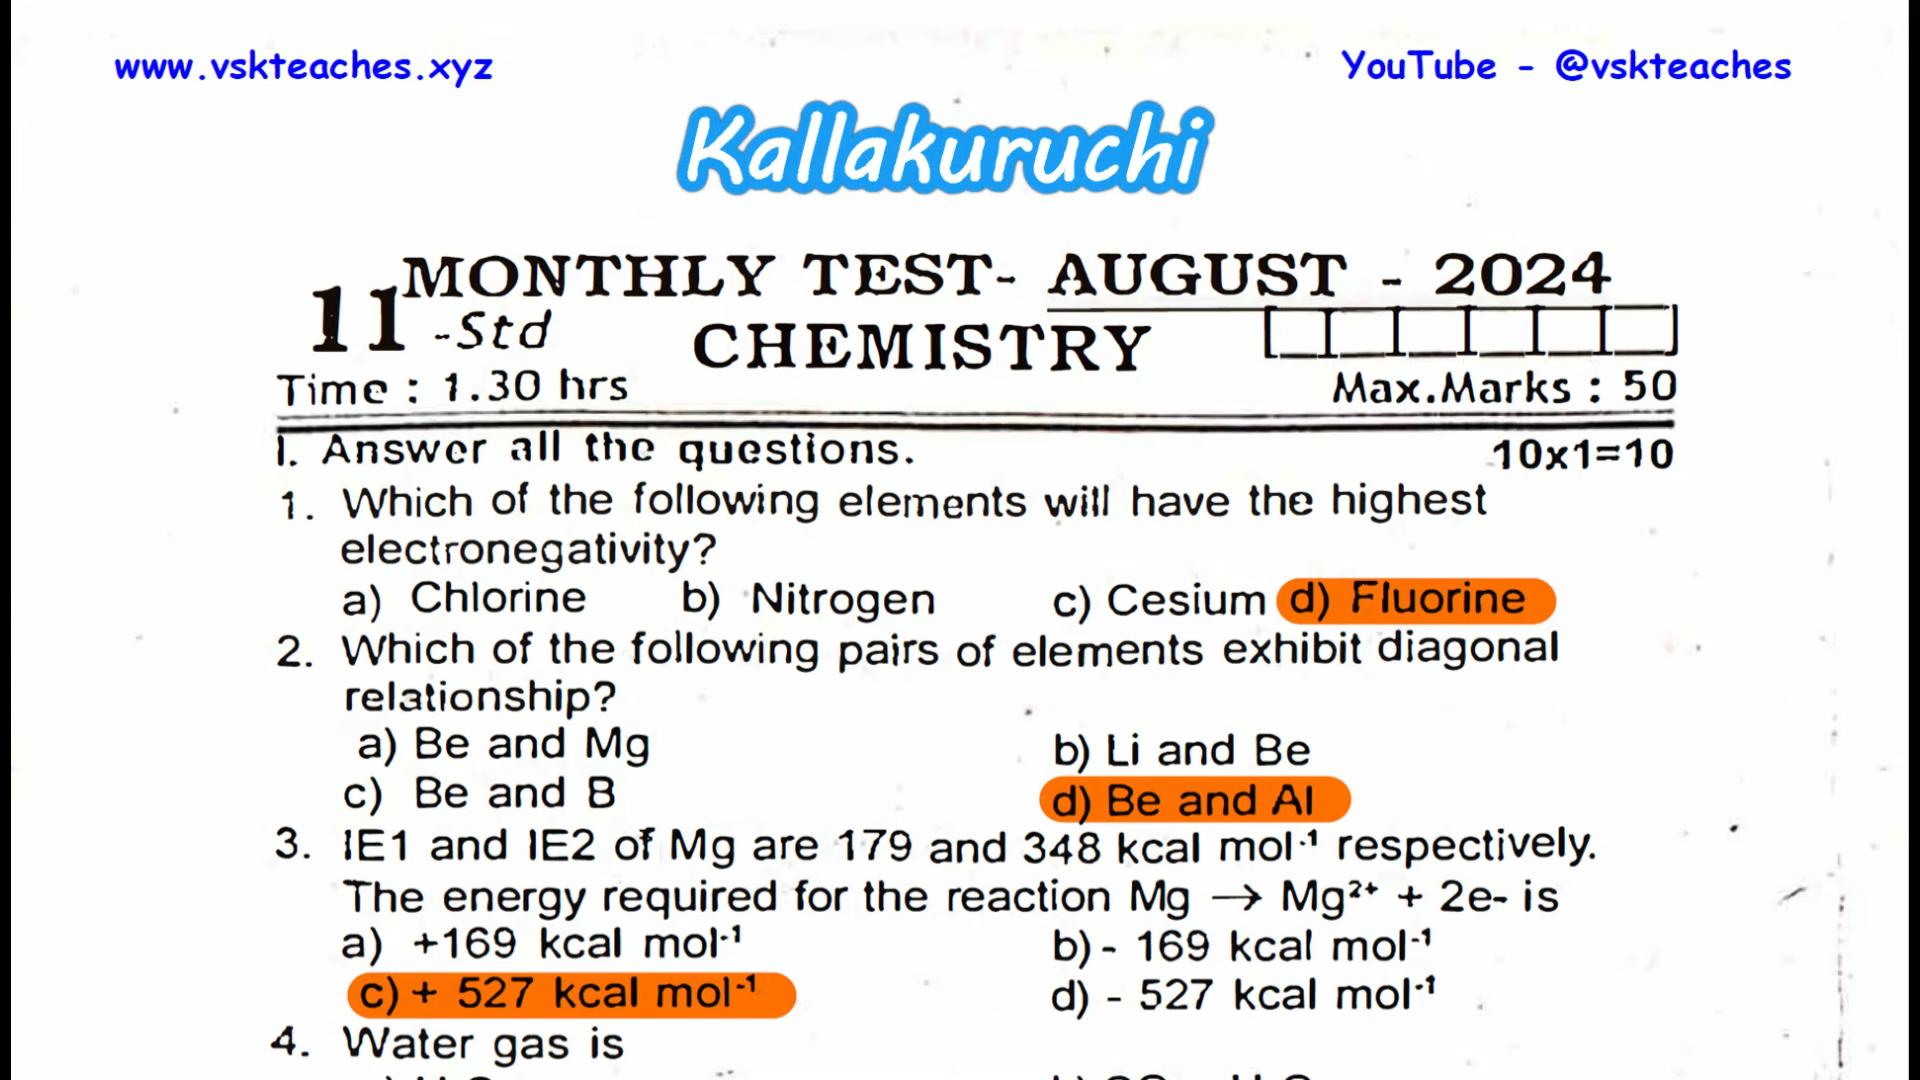 www.vskteaches.xyz
YouTube - @vskteaches
Kallakuruchi
MONTHLY TEST- AUGUST - 2024
11 -Std
CHEMISTRY
Time : 1.30 hrs
Max.Marks : 50
I. Answer all the questions. 10x1=10
1. Which of the following elements will have the highest
electronegativity?
a) Chlorine b) Nitrogen c) Cesium d) Fluorine
2. Which of the following pairs of elements exhibit diagonal
relationship?
a) Be and Mg b) Li and Be
c) Be and B d) Be and Al
3. IE1 and IE2 of Mg are 179 and 348 kcal mol⁻¹ respectively.
The energy required for the reaction Mg → Mg²⁺ + 2e- is
a) +169 kcal mol⁻¹ b) - 169 kcal mol⁻¹
c) + 527 kcal mol⁻¹ d) - 527 kcal mol⁻¹
4. Water gas is